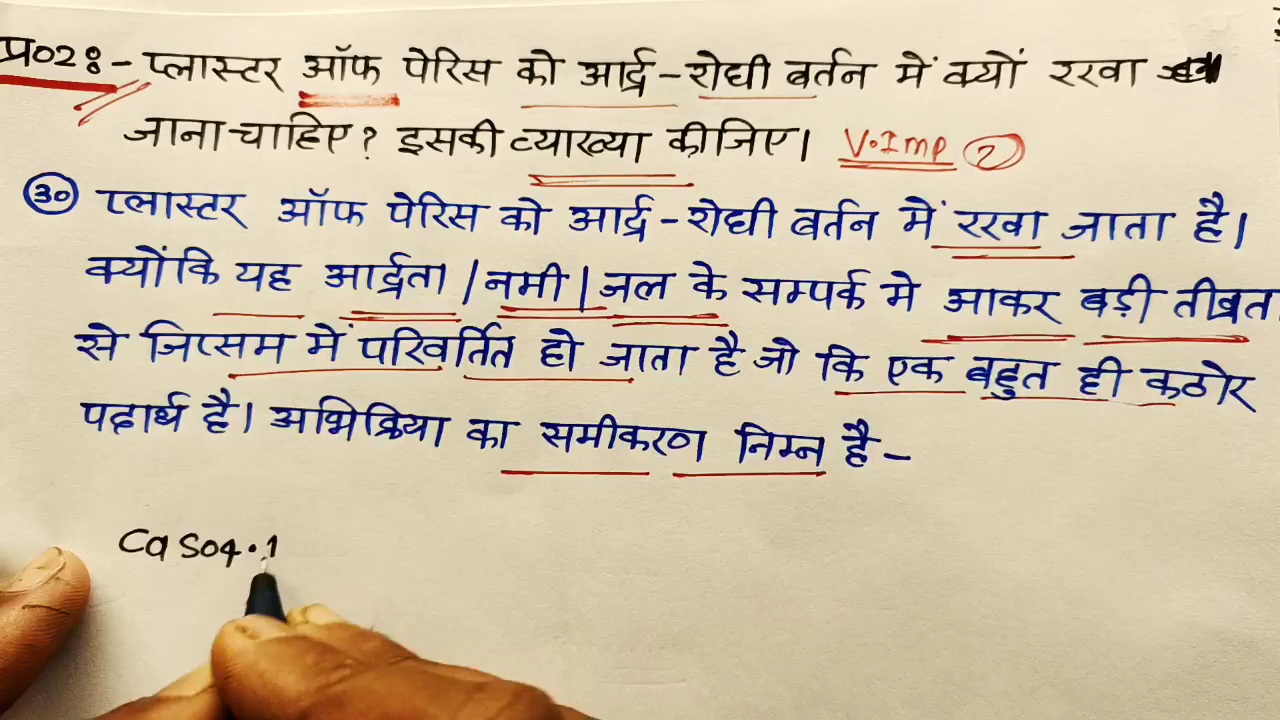 प्र02:- प्लास्टर ऑफ पेरिस को आर्द्र-रोधी बर्तन में क्यों रखा
जाना चाहिए? इसकी व्याख्या कीजिए। V.Imp 2
उ0 प्लास्टर ऑफ पेरिस को आर्द्र-रोधी बर्तन में रखा जाता है।
क्योंकि यह आर्द्रता /नमी/ जल के सम्पर्क मे आकर बड़ी तीव्रता
से जिप्सम में परिवर्तित हो जाता है जो कि एक बहुत ही कठोर
पदार्थ है। अभिक्रिया का समीकरण निम्न है-
CaSO4.1